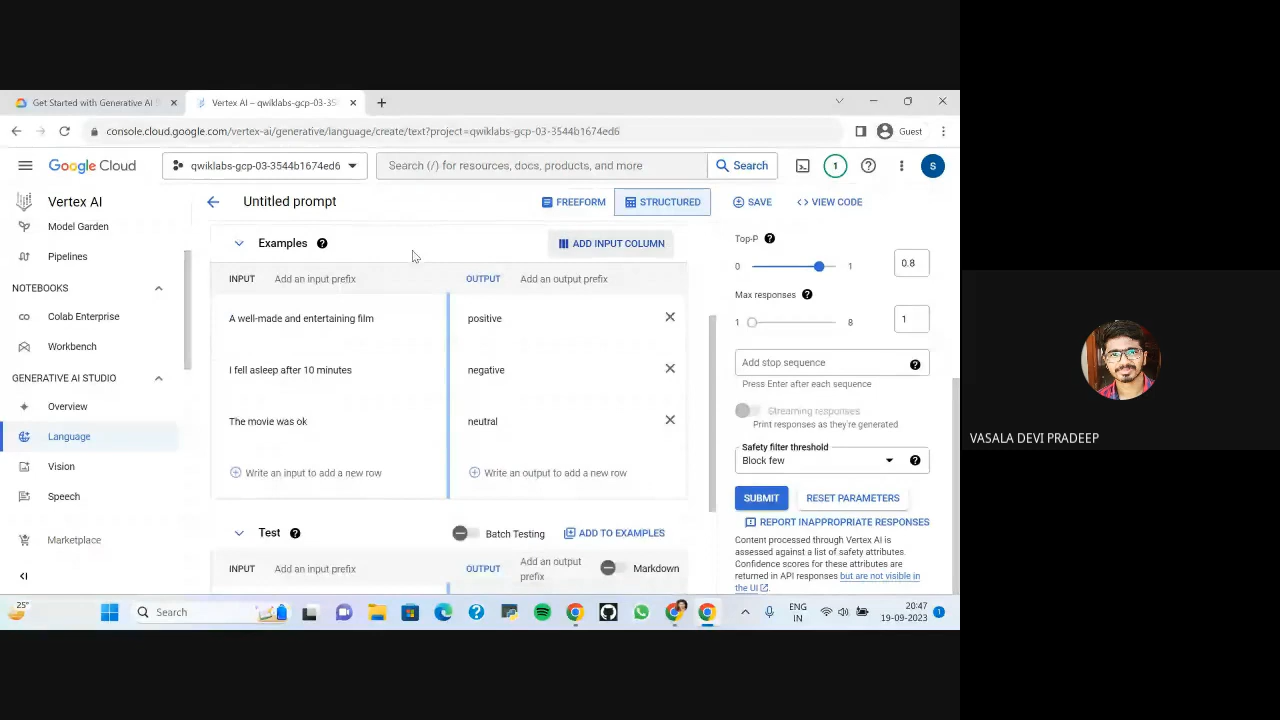 Get Started with Generative AI
Vertex AI – qwiklabs-gcp-03-35
console.cloud.google.com/vertex-ai/generative/language/create/text?project=qwiklabs-gcp-03-3544b1674ed6
Guest
Google Cloud
qwiklabs-gcp-03-3544b1674ed6
Search (/) for resources, docs, products, and more
Search
1
S
Vertex AI
Model Garden
Pipelines
NOTEBOOKS
Colab Enterprise
Workbench
GENERATIVE AI STUDIO
Overview
Language
Vision
Speech
Marketplace
Untitled prompt
FREEFORM
STRUCTURED
SAVE
<> VIEW CODE
Examples
ADD INPUT COLUMN
INPUT Add an input prefix OUTPUT Add an output prefix
A well-made and entertaining film positive
I fell asleep after 10 minutes negative
The movie was ok neutral
Write an input to add a new row Write an output to add a new row
Test
Batch Testing
ADD TO EXAMPLES
INPUT Add an input prefix OUTPUT Add an output
prefix
Markdown
Top-P
0 1 0.8
Max responses
1 8 1
Add stop sequence
Press Enter after each sequence
Streaming responses
Print responses as they're generated
Safety filter threshold
Block few
SUBMIT RESET PARAMETERS
REPORT INAPPROPRIATE RESPONSES
Content processed through Vertex AI is
assessed against a list of safety attributes.
Confidence scores for these attributes are
returned in API responses but are not visible in
the UI
VASALA DEVI PRADEEP
25°
Search
ENG
IN
20:47
19-09-2023
1